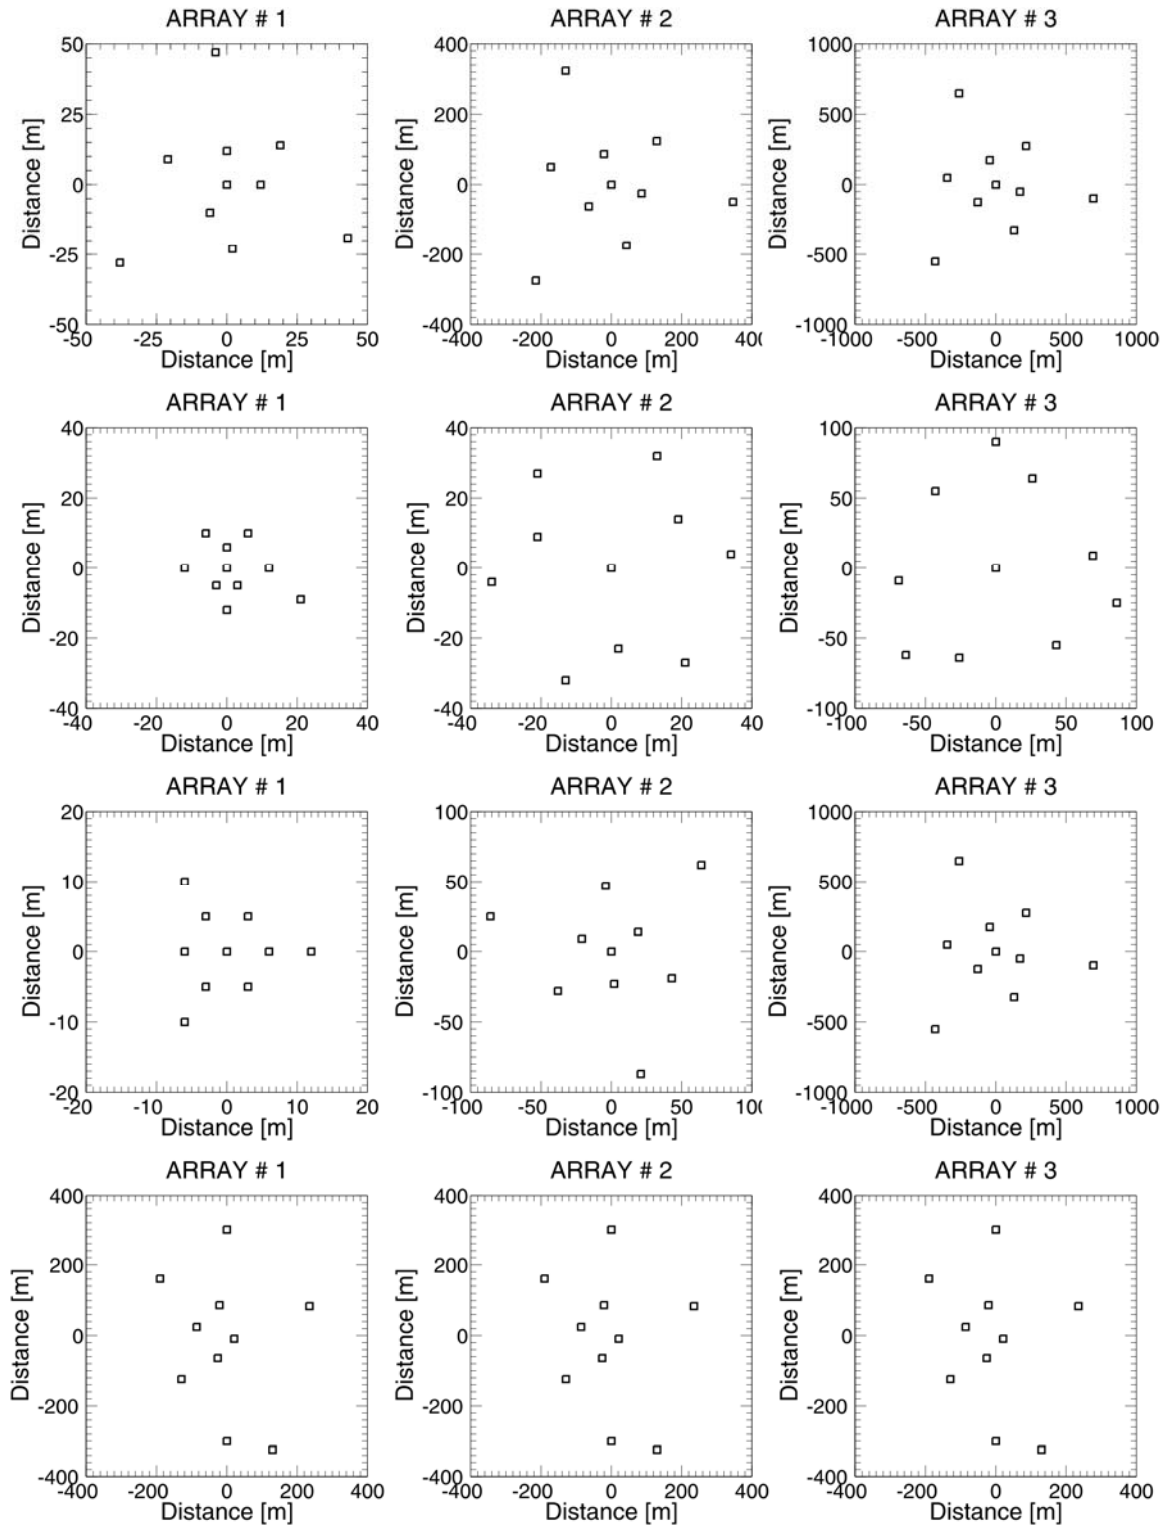 ARRAY # 1 ARRAY # 2 ARRAY # 3
50 400 1000
25 200 500
0 0 0
-25 -200 -500
-50 -400 -1000
Distance [m] Distance [m] Distance [m]
-50 -25 0 25 50 -400 -200 0 200 400 -1000 -500 0 500 1000
Distance [m] Distance [m] Distance [m]
ARRAY # 1 ARRAY # 2 ARRAY # 3
40 40 100
20 20 50
0 0 0
-20 -20 -50
-40 -40 -100
Distance [m] Distance [m] Distance [m]
-40 -20 0 20 40 -40 -20 0 20 40 -100 -50 0 50 100
Distance [m] Distance [m] Distance [m]
ARRAY # 1 ARRAY # 2 ARRAY # 3
20 100 1000
10 50 500
0 0 0
-10 -50 -500
-20 -100 -1000
Distance [m] Distance [m] Distance [m]
-20 -10 0 10 20 -100 -50 0 50 10 -1000 -500 0 500 1000
Distance [m] Distance [m] Distance [m]
ARRAY # 1 ARRAY # 2 ARRAY # 3
400 400 400
200 200 200
0 0 0
-200 -200 -200
-400 -400 -400
Distance [m] Distance [m] Distance [m]
-400 -200 0 200 400 -400 -200 0 200 400 -400 -200 0 200 400
Distance [m] Distance [m] Distance [m]